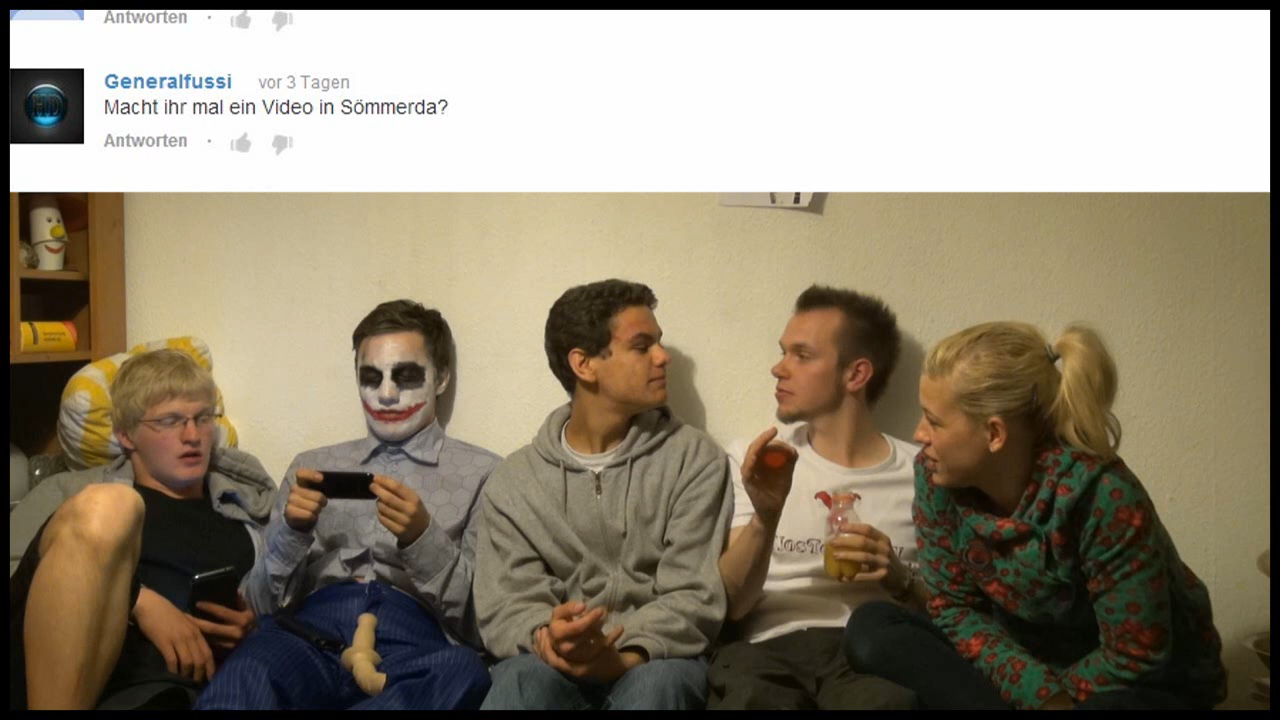 Antworten ·
Generalfussi vor 3 Tagen
Macht ihr mal ein Video in Sömmerda?
Antworten ·